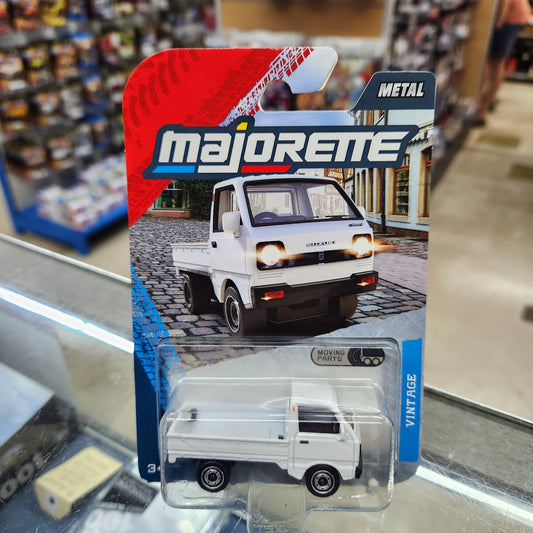 METAL
majorette
SUZUKI
MOVING
PARTS
VINTAGE
3+